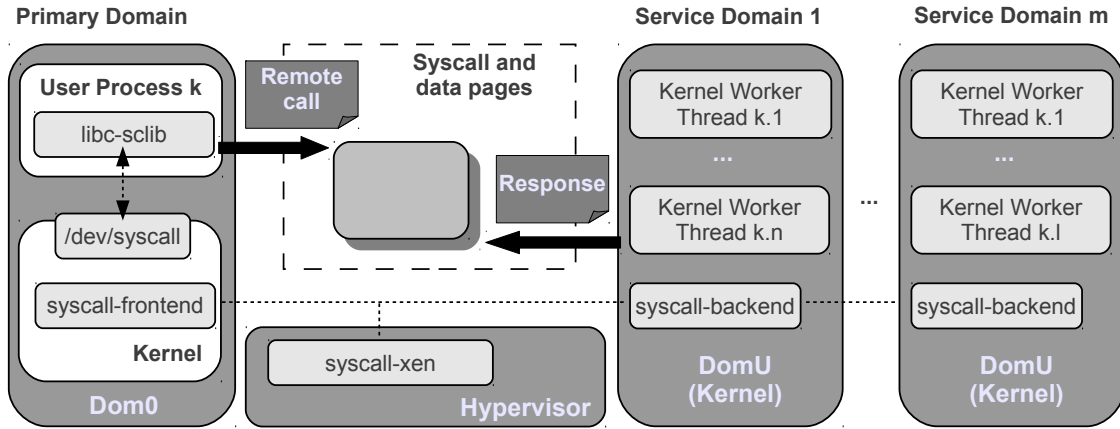 Primary Domain
Service Domain 1
Service Domain m
User Process k
libc-sclib
/dev/syscall
syscall-frontend
Kernel
Dom0
Remote
call
Syscall and
data pages
Response
syscall-xen
Hypervisor
Kernel Worker
Thread k.1
...
Kernel Worker
Thread k.n
syscall-backend
DomU
(Kernel)
...
Kernel Worker
Thread k.1
...
Kernel Worker
Thread k.l
syscall-backend
DomU
(Kernel)